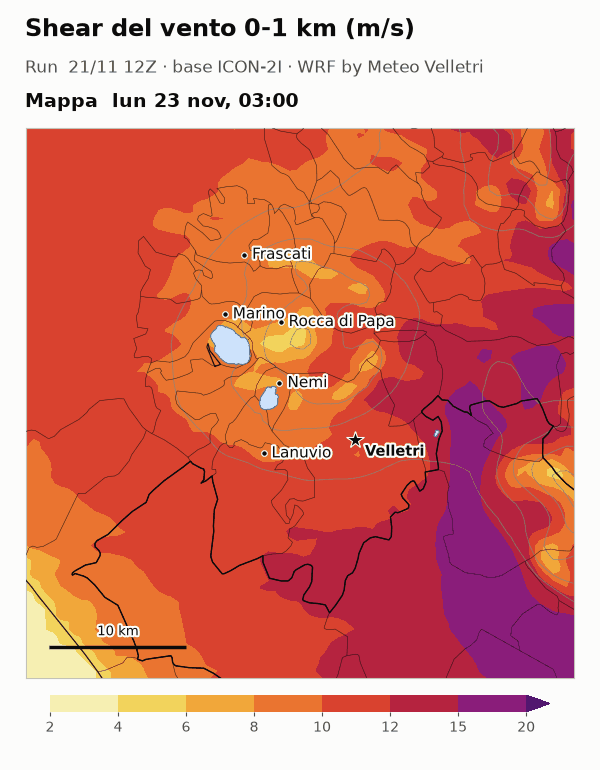 Shear del vento 0-1 km (m/s)
Run  21/11 12Z · base ICON-2I · WRF by Meteo Velletri
Mappa  lun 23 nov, 03:00
Frascati
Marino
Rocca di Papa
Nemi
Velletri
Lanuvio
10 km
2 4 6 8 10 12 15 20